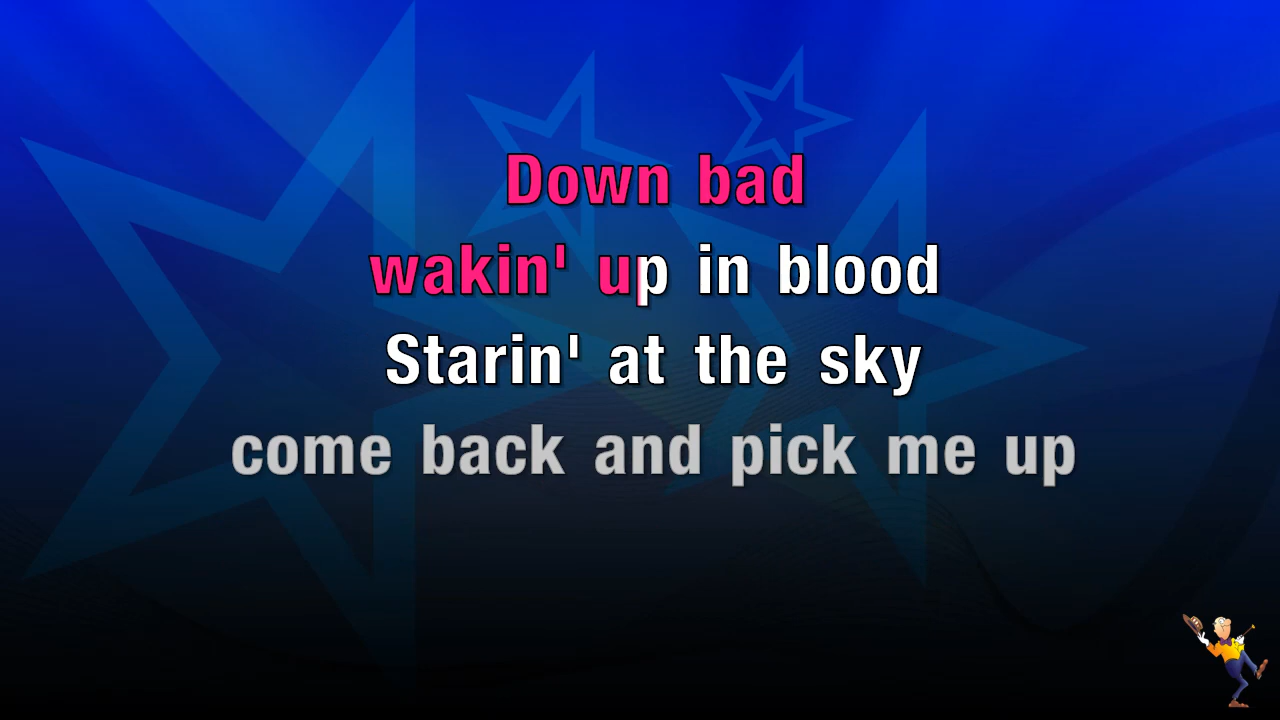 Down bad
wakin' up in blood
Starin' at the sky
come back and pick me up